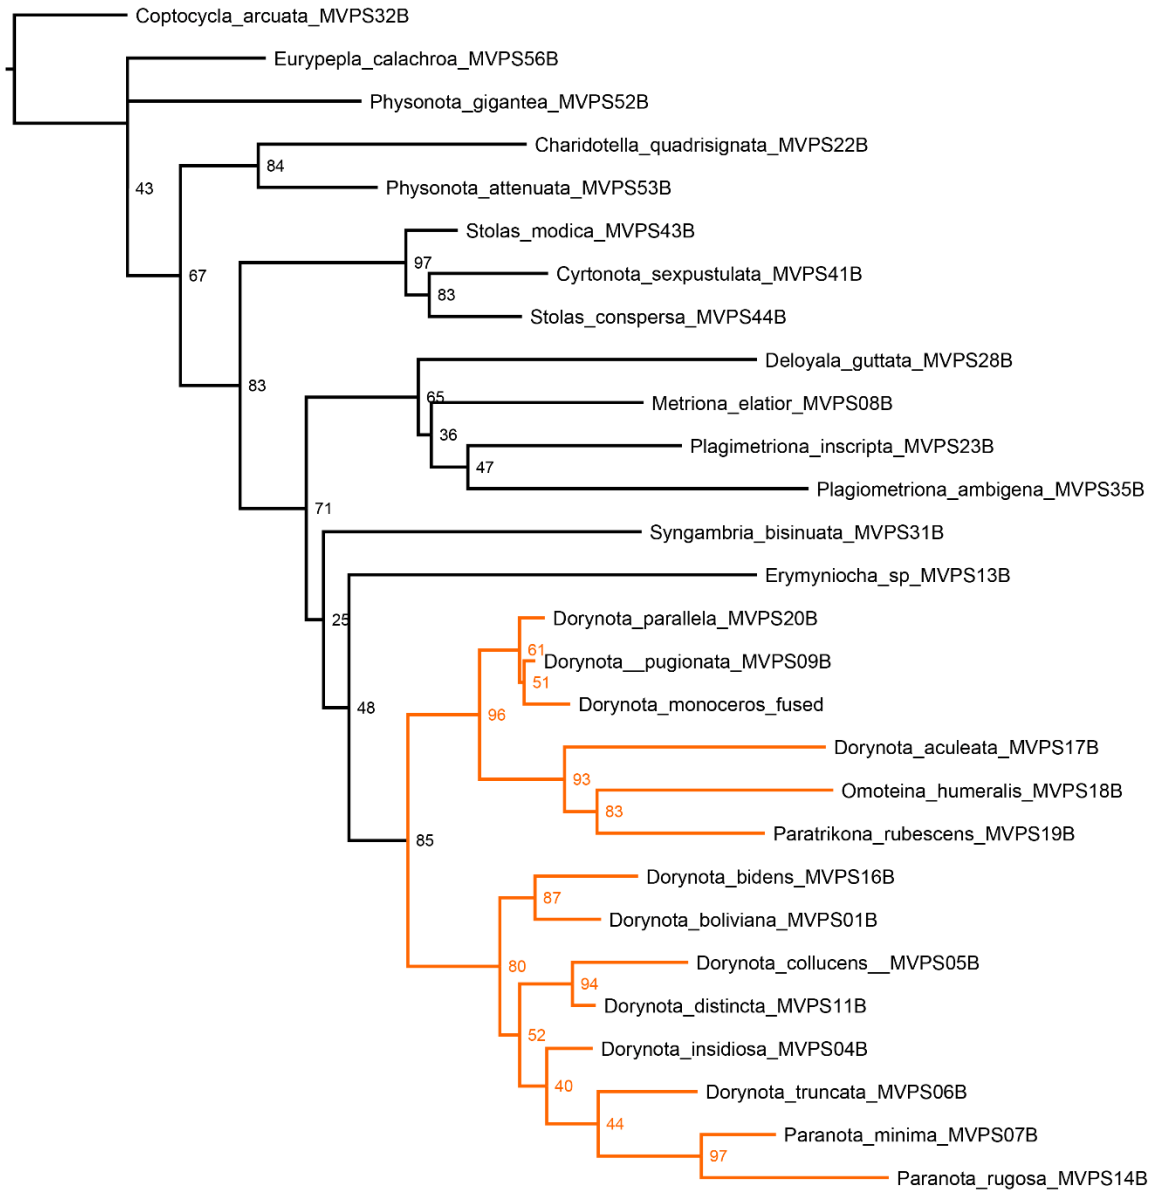 Coptocycla_arcuata_MVPS32B
Eurypepla_calachroa_MVPS56B
Physonota_gigantea_MVPS52B
Charidotella_quadrisignata_MVPS22B
84
Physonota_attenuata_MVPS53B
43
Stolas_modica_MVPS43B
97
Cyrtonota_sexpustulata_MVPS41B
67
83
Stolas_conspersa_MVPS44B
Deloyala_guttata_MVPS28B
83
65
Metriona_elatior_MVPS08B
36
Plagimetriona_inscripta_MVPS23B
47
Plagiometriona_ambigena_MVPS35B
71
Syngambria_bisinuata_MVPS31B
Erymyniocha_sp_MVPS13B
25
Dorynota_parallela_MVPS20B
61
Dorynota__pugionata_MVPS09B
51
Dorynota_monoceros_fused
48
96
Dorynota_aculeata_MVPS17B
93
Omoteina_humeralis_MVPS18B
83
Paratrikona_rubescens_MVPS19B
85
Dorynota_bidens_MVPS16B
87
Dorynota_boliviana_MVPS01B
Dorynota_collucens__MVPS05B
80
94
Dorynota_distincta_MVPS11B
52
Dorynota_insidiosa_MVPS04B
40
Dorynota_truncata_MVPS06B
44
Paranota_minima_MVPS07B
97
Paranota_rugosa_MVPS14B